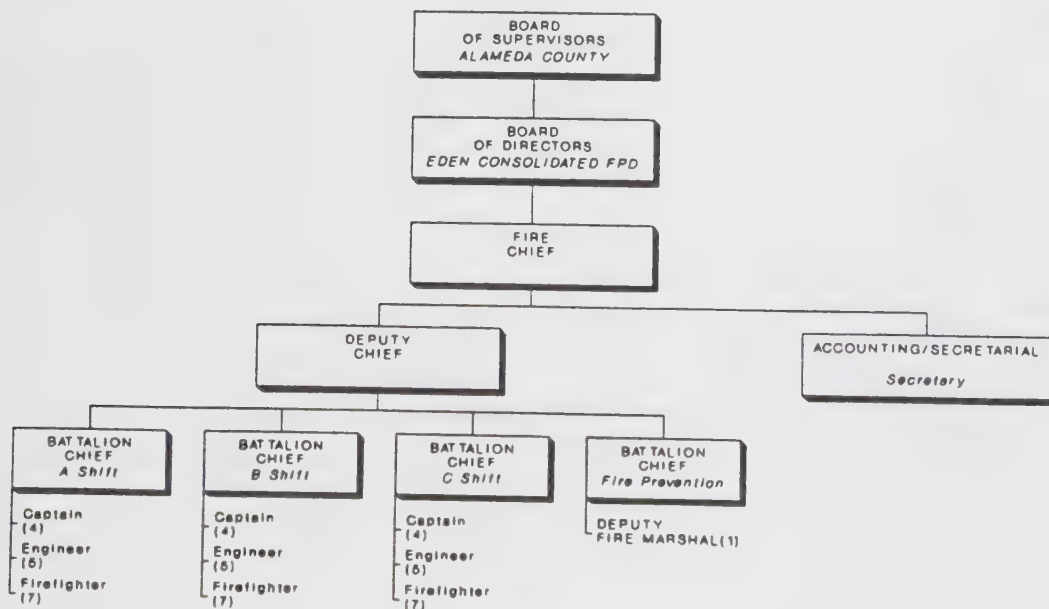 BOARD
OF SUPERVISORS
ALAMEDA COUNTY
BOARD
OF DIRECTORS
EDEN CONSOLIDATED FPD
FIRE
CHIEF
DEPUTY
CHIEF
ACCOUNTING/SECRETARIAL
Secretary
BATTALION
CHIEF
A Shift
Captain
(4)
Engineer
(5)
Firefighter
(7)
BATTALION
CHIEF
B Shift
Captain
(4)
Engineer
(5)
Firefighter
(7)
BATTALION
CHIEF
C Shift
Captain
(4)
Engineer
(5)
Firefighter
(7)
BATTALION
CHIEF
Fire Prevention
DEPUTY
FIRE MARSHAL(1)